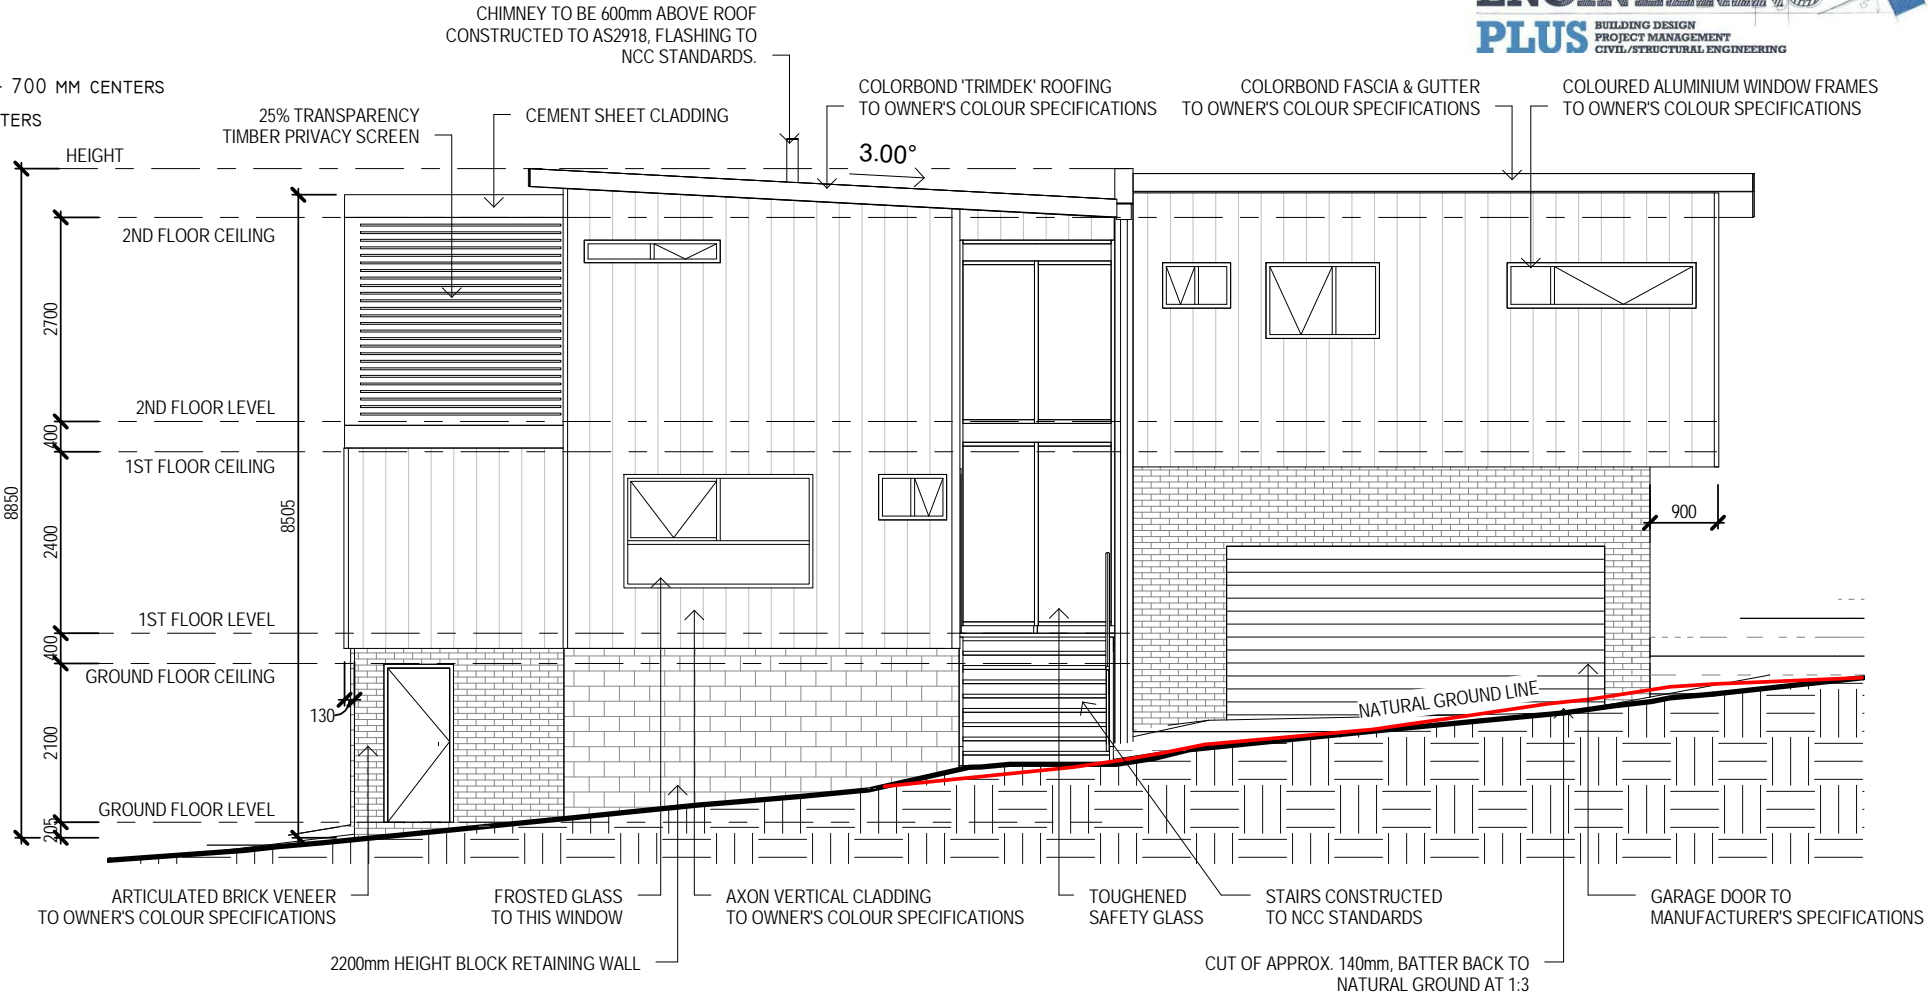 PLUS
BUILDING DESIGN
PROJECT MANAGEMENT
CIVIL/STRUCTURAL ENGINEERING
CHIMNEY TO BE 600mm ABOVE ROOF
CONSTRUCTED TO AS2918, FLASHING TO
NCC STANDARDS.
700 MM CENTERS
TERS
25% TRANSPARENCY
TIMBER PRIVACY SCREEN
CEMENT SHEET CLADDING
COLORBOND 'TRIMDEK' ROOFING
TO OWNER'S COLOUR SPECIFICATIONS
COLORBOND FASCIA & GUTTER
TO OWNER'S COLOUR SPECIFICATIONS
COLOURED ALUMINIUM WINDOW FRAMES
TO OWNER'S COLOUR SPECIFICATIONS
HEIGHT
3.00°
2ND FLOOR CEILING
2700
2ND FLOOR LEVEL
400
1ST FLOOR CEILING
8850
8505
2400
900
1ST FLOOR LEVEL
400
GROUND FLOOR CEILING
130
2100
NATURAL GROUND LINE
GROUND FLOOR LEVEL
205
ARTICULATED BRICK VENEER
TO OWNER'S COLOUR SPECIFICATIONS
FROSTED GLASS
TO THIS WINDOW
AXON VERTICAL CLADDING
TO OWNER'S COLOUR SPECIFICATIONS
TOUGHENED
SAFETY GLASS
STAIRS CONSTRUCTED
TO NCC STANDARDS
GARAGE DOOR TO
MANUFACTURER'S SPECIFICATIONS
2200mm HEIGHT BLOCK RETAINING WALL
CUT OF APPROX. 140mm, BATTER BACK TO
NATURAL GROUND AT 1:3